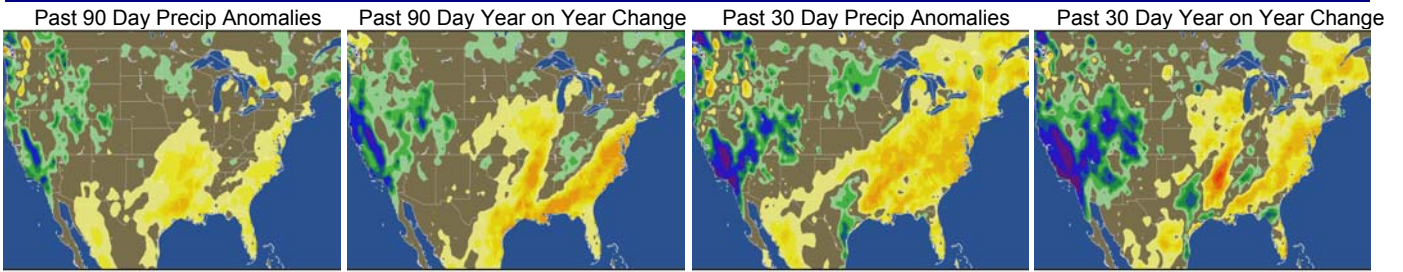 Past 90 Day Precip Anomalies
Past 90 Day Year on Year Change
Past 30 Day Precip Anomalies
Past 30 Day Year on Year Change